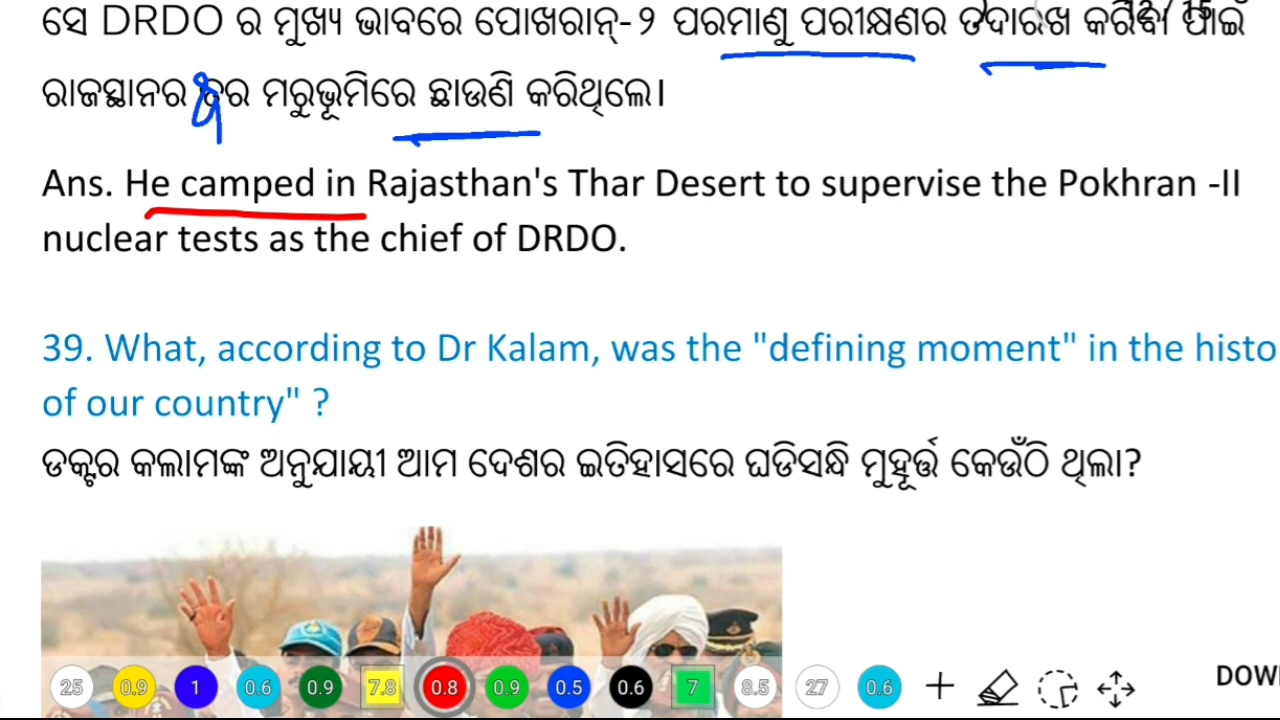 ସେ DRDO ର ମୁଖ୍ୟ ଭାବରେ ପୋଖରାନ୍-୨ ପରମାଣୁ ପରୀକ୍ଷଣର ତଦାରଖ କରିବା ପାଇଁ
ରାଜସ୍ଥାନର ମରୁଭୂମିରେ ଛାଉଣି କରିଥିଲେ।
Ans. He camped in Rajasthan's Thar Desert to supervise the Pokhran -II
nuclear tests as the chief of DRDO.
39. What, according to Dr Kalam, was the "defining moment" in the histo
of our country" ?
ଡକ୍ଟର କଲାମଙ୍କ ଅନୁଯାୟୀ ଆମ ଦେଶର ଇତିହାସରେ ଘଡିସନ୍ଧି ମୁହୂର୍ତ୍ତ କେଉଁଠି ଥିଲା?
25 0.9 1 0.6 0.9 7.8 0.8 0.9 0.5 0.6 7 8.5 27 0.6
DOW